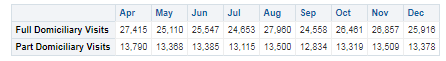 Apr May Jun Jul Aug Sep Oct Nov Dec
Full Domiciliary Visits 27,415 25,110 25,547 24,653 27,960 24,558 26,461 26,857 25,916
Part Domiciliary Visits 13,790 13,368 13,385 13,115 13,500 12,834 13,319 13,509 13,378